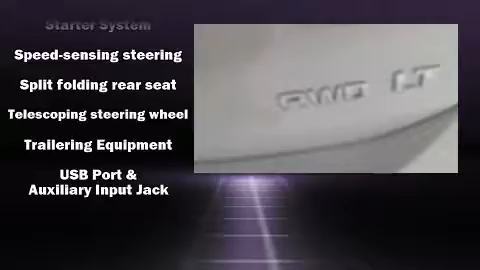 Starter System
Speed-sensing steering
Split folding rear seat
Telescoping steering wheel
Trailering Equipment
USB Port &
Auxiliary Input Jack
AWD LT